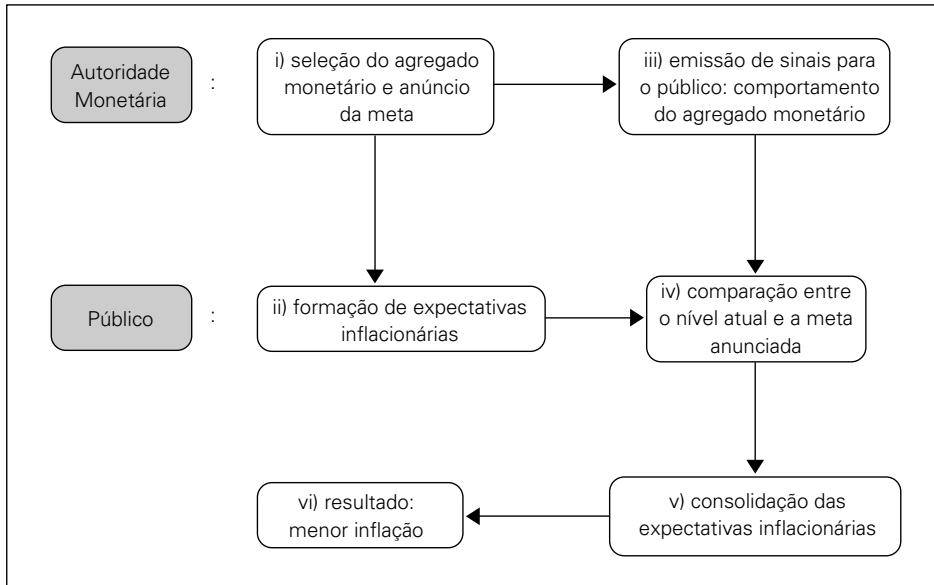 Autoridade
Monetária
:
i) seleção do agregado
monetário e anúncio
da meta
iii) emissão de sinais para
o público: comportamento
do agregado monetário
Público
:
ii) formação de expectativas
inflacionárias
iv) comparação entre
o nível atual e a meta
anunciada
vi) resultado:
menor inflação
v) consolidação das
expectativas inflacionárias